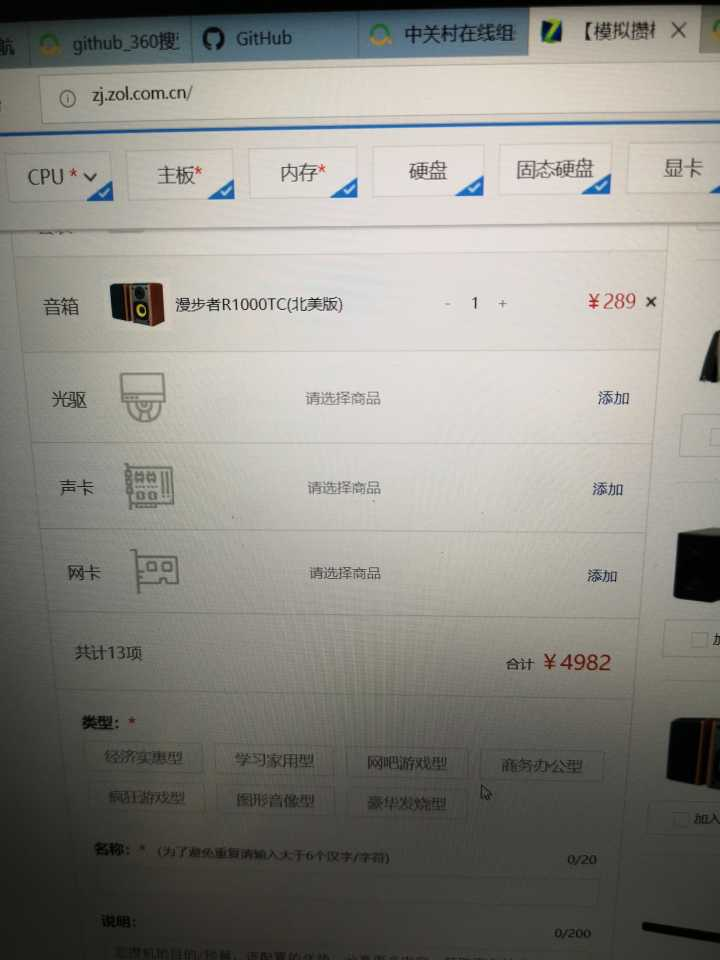 航
github_360搜
GitHub
中关村在线组
【模拟攒机
zj.zol.com.cn/
CPU *
主板*
内存*
硬盘
固态硬盘
显卡
音箱
漫步者R1000TC(北美版)
- 1 +
￥289 ×
光驱
请选择商品
添加
声卡
请选择商品
添加
网卡
请选择商品
添加
共计13项
合计 ￥4982
类型： *
经济实惠型
学习家用型
网吧游戏型
商务办公型
疯狂游戏型
图形音像型
豪华发烧型
名称： * (为了避免重复请输入大于6个汉字/字符)
0/20
说明：
0/200
加入